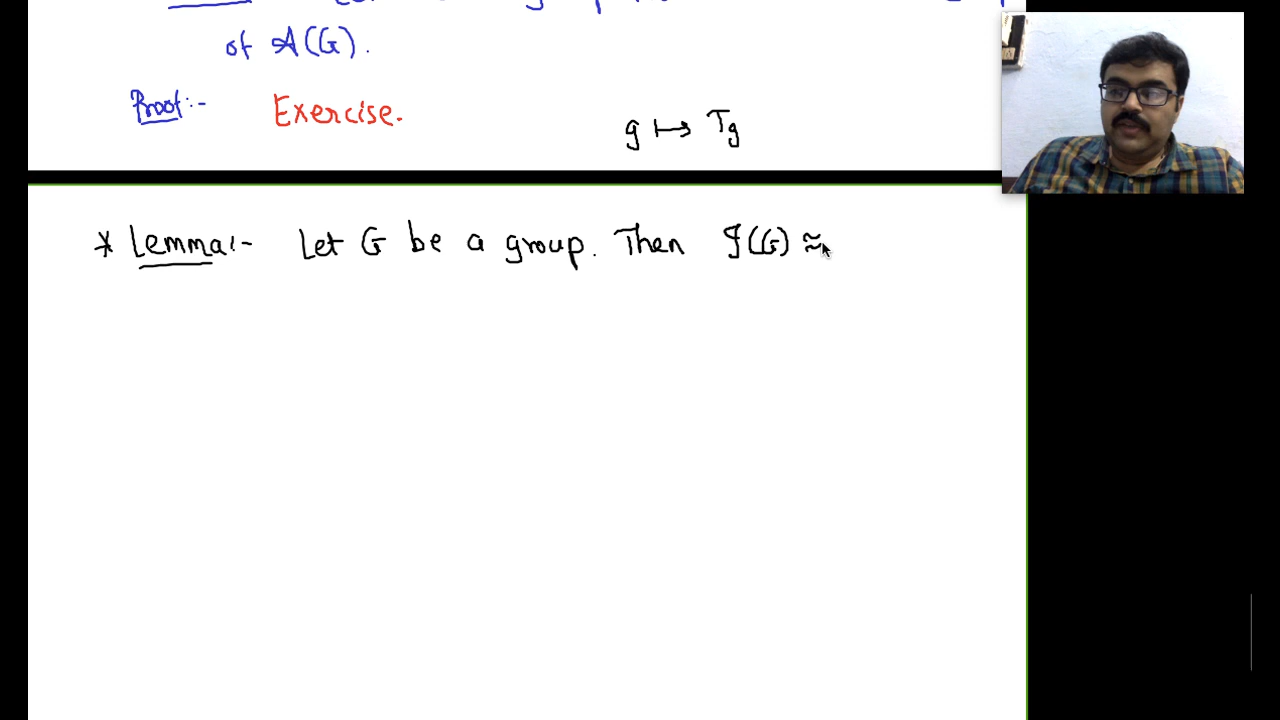 of 𝒜(G).
Proof:- Exercise.
g ↦ Tg
* Lemma:- Let G be a group. Then ℐ(G) ≈